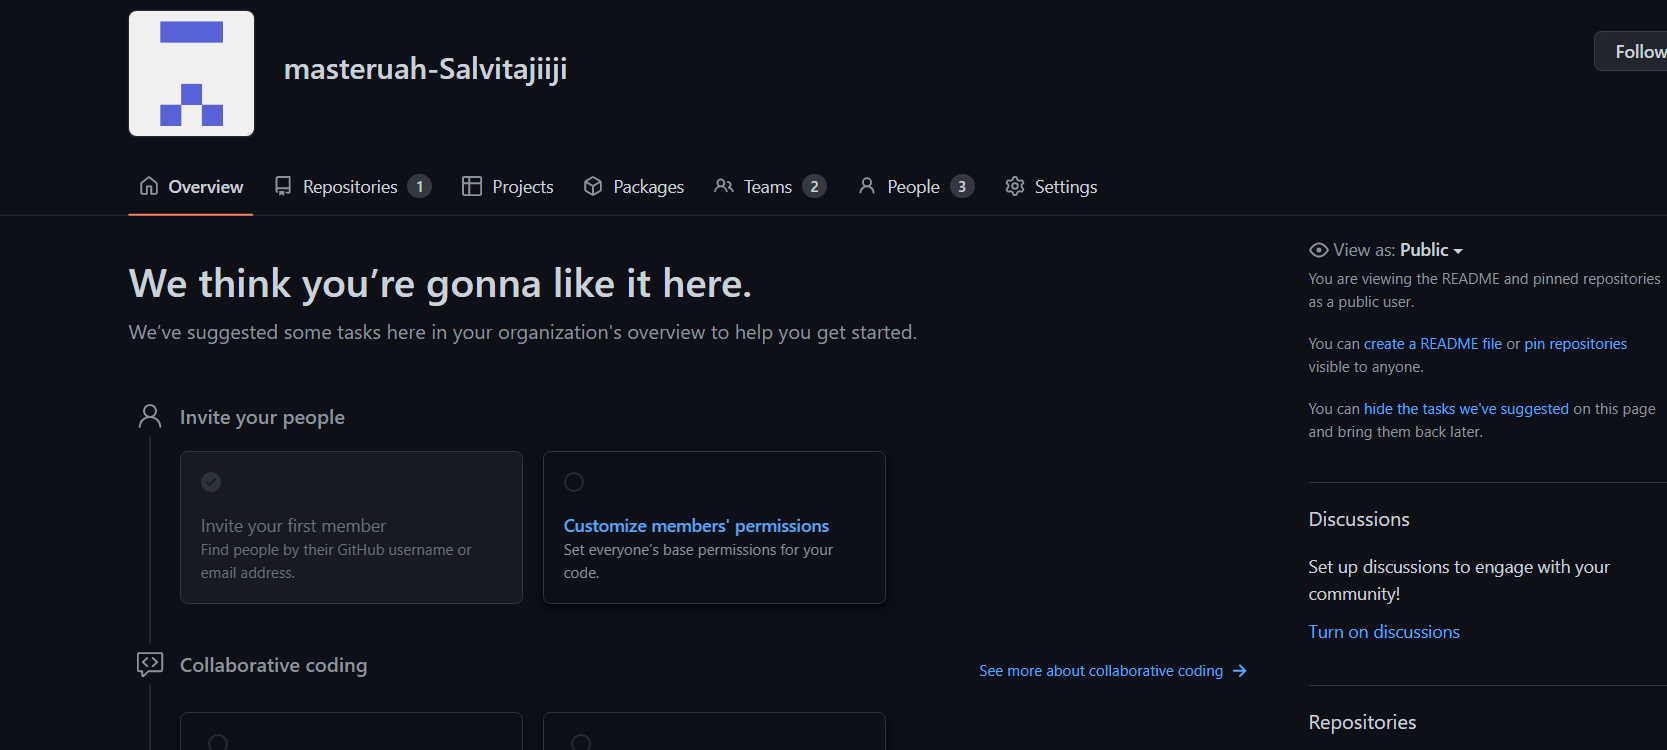 masteruah-Salvitajiiji
Follow
Overview
Repositories 1
Projects
Packages
Teams 2
People 3
Settings
We think you’re gonna like it here.
We’ve suggested some tasks here in your organization's overview to help you get started.
Invite your people
Invite your first member
Find people by their GitHub username or
email address.
Customize members' permissions
Set everyone’s base permissions for your
code.
Collaborative coding
See more about collaborative coding →
View as: Public
You are viewing the README and pinned repositories
as a public user.
You can create a README file or pin repositories
visible to anyone.
You can hide the tasks we've suggested on this page
and bring them back later.
Discussions
Set up discussions to engage with your
community!
Turn on discussions
Repositories